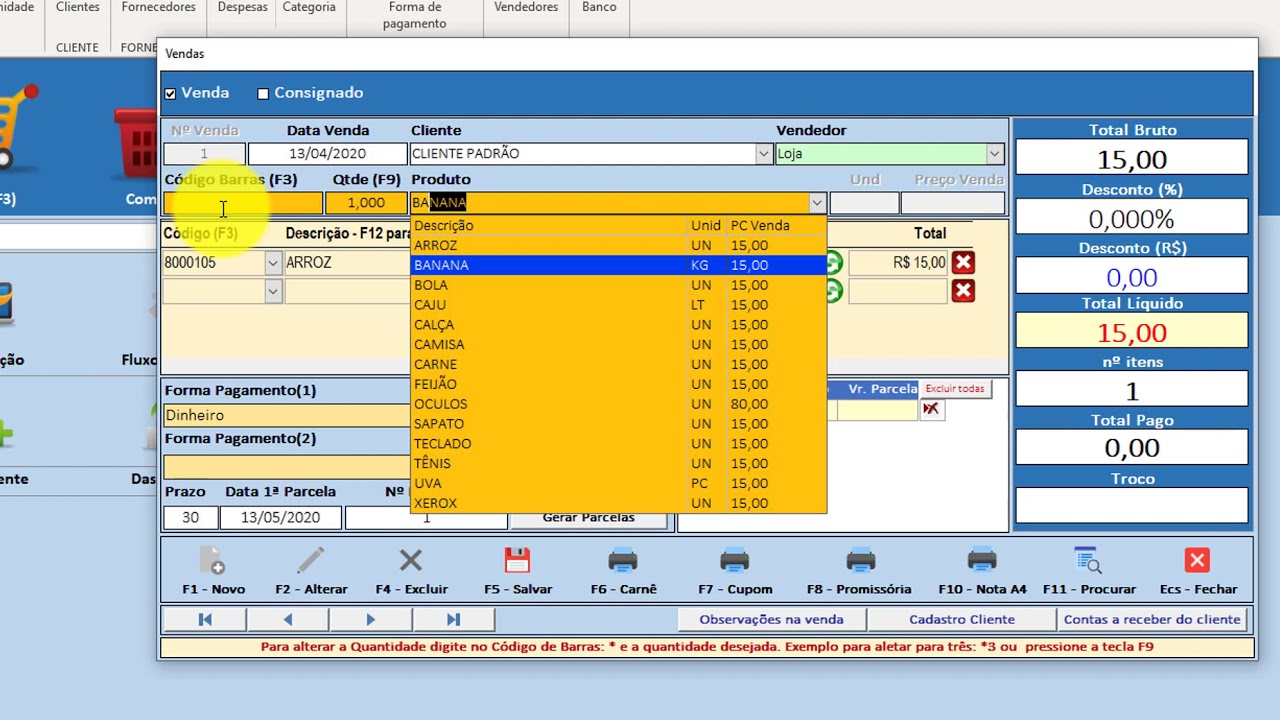 Clientes
Fornecedores
Despesas
Categoria
Forma de
pagamento
Vendedores
Banco
CLIENTE
FORNE
Vendas
Venda
Consignado
Nº Venda
Data Venda
Cliente
Vendedor
1
13/04/2020
CLIENTE PADRÃO
Loja
Código Barras (F3)
Qtde (F9)
Produto
Und
Preço Venda
1,000
BANANA
Código (F3)
Descrição - F12 para
Total
8000105
ARROZ
R$ 15,00
Descrição Unid PC Venda
ARROZ UN 15,00
BANANA KG 15,00
BOLA UN 15,00
CAJU LT 15,00
CALÇA UN 15,00
CAMISA UN 15,00
CARNE UN 15,00
FEIJÃO UN 15,00
OCULOS UN 80,00
SAPATO UN 15,00
TECLADO UN 15,00
TÊNIS UN 15,00
UVA PC 15,00
XEROX UN 15,00
Forma Pagamento(1)
Dinheiro
Forma Pagamento(2)
Vr. Parcela
Excluir todas
Prazo
Data 1ª Parcela
Nº
30
13/05/2020
1
Gerar Parcelas
Total Bruto
15,00
Desconto (%)
0,000%
Desconto (R$)
0,00
Total Líquido
15,00
nº itens
1
Total Pago
0,00
Troco
F1 - Novo
F2 - Alterar
F4 - Excluir
F5 - Salvar
F6 - Carnê
F7 - Cupom
F8 - Promissória
F10 - Nota A4
F11 - Procurar
Ecs - Fechar
Observações na venda
Cadastro Cliente
Contas a receber do cliente
Para alterar a Quantidade digite no Código de Barras: * e a quantidade desejada. Exemplo para aletar para três: *3 ou pressione a tecla F9
F3)
Com
ção
Fluxo
ente
Das